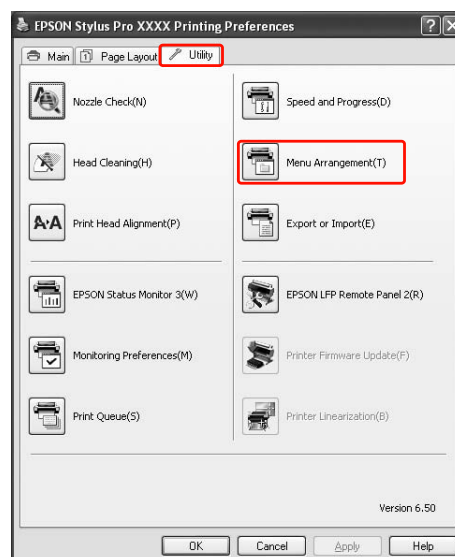 EPSON Stylus Pro XXXX Printing Preferences
Main Page Layout Utility
Nozzle Check(N)
Speed and Progress(D)
Head Cleaning(H)
Menu Arrangement(T)
A·A Print Head Alignment(P)
Export or Import(E)
EPSON Status Monitor 3(W)
EPSON LFP Remote Panel 2(R)
Monitoring Preferences(M)
Printer Firmware Update(F)
Print Queue(S)
Printer Linearization(B)
Version 6.50
OK Cancel Apply Help